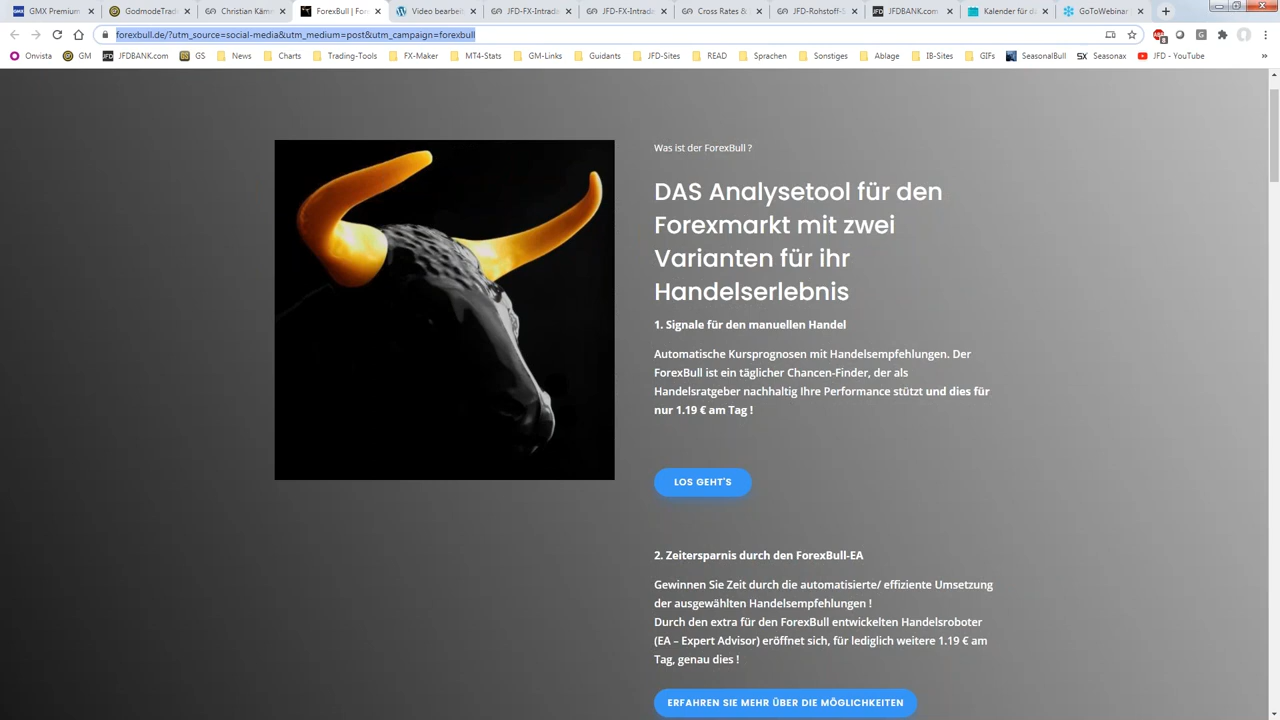 GMX Premium
GodmodeTrad
Christian Käm
ForexBull | For
Video bearbe
JFD-FX-Intrad
JFD-FX-Intra
Cross Rates &
JFD-Rohstoff-S
JFDBANK.com
Kalender für d
GoToWebinar
forexbull.de/?utm_source=social-media&utm_medium=post&utm_campaign=forexbull
Onvista
GM
JFDBANK.com
GS
News
Charts
Trading-Tools
FX-Maker
MT4-Stats
GM-Links
Guidants
JFD-Sites
READ
Sprachen
Sonstiges
Ablage
IB-Sites
GIFs
SeasonalBull
Seasonax
JFD - YouTube
Was ist der ForexBull ?
DAS Analysetool für den
Forexmarkt mit zwei
Varianten für ihr
Handelserlebnis
1. Signale für den manuellen Handel
Automatische Kursprognosen mit Handelsempfehlungen. Der
ForexBull ist ein täglicher Chancen-Finder, der als
Handelsratgeber nachhaltig Ihre Performance stützt und dies für
nur 1.19 € am Tag !
LOS GEHT'S
2. Zeitersparnis durch den ForexBull-EA
Gewinnen Sie Zeit durch die automatisierte/ effiziente Umsetzung
der ausgewählten Handelsempfehlungen !
Durch den extra für den ForexBull entwickelten Handelsroboter
(EA – Expert Advisor) eröffnet sich, für lediglich weitere 1.19 € am
Tag, genau dies !
ERFAHREN SIE MEHR ÜBER DIE MÖGLICHKEITEN